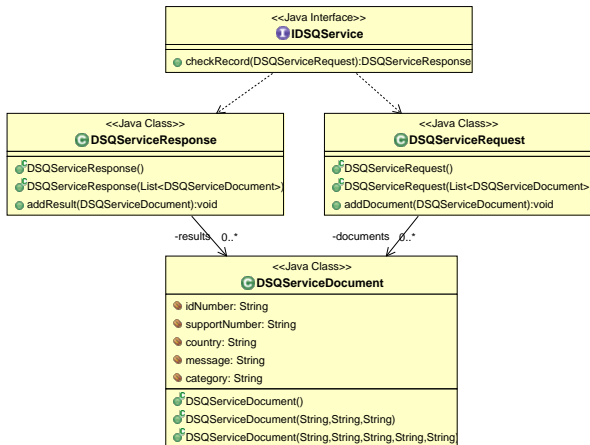 <<Java Interface>>
IDSQService
checkRecord(DSQServiceRequest):DSQServiceResponse
<<Java Class>>
DSQServiceResponse
DSQServiceResponse()
DSQServiceResponse(List<DSQServiceDocument>)
addResult(DSQServiceDocument):void
<<Java Class>>
DSQServiceRequest
DSQServiceRequest()
DSQServiceRequest(List<DSQServiceDocument>
addDocument(DSQServiceDocument):void
-results 0..*
-documents 0..*
<<Java Class>>
DSQServiceDocument
idNumber: String
supportNumber: String
country: String
message: String
category: String
DSQServiceDocument()
DSQServiceDocument(String,String,String)
DSQServiceDocument(String,String,String,String,String)